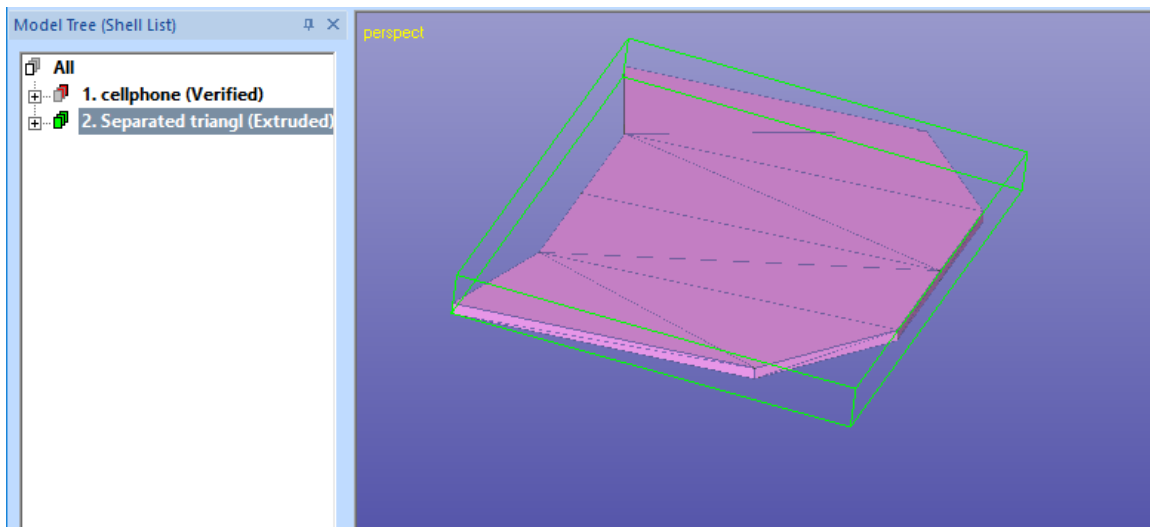 Model Tree (Shell List)
perspect
All
1. cellphone (Verified)
2. Separated triangl (Extruded)